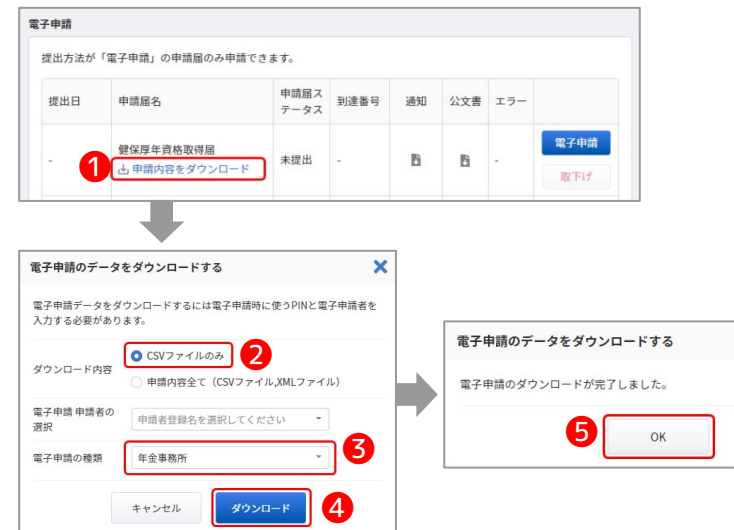 電子申請
提出方法が「電子申請」の申請届のみ申請できます。
提出日 申請届名 申請届ス
テータス 到達番号 通知 公文書 エラー
- 健保厚年資格取得届 未提出 - - 電子申請
1 申請内容をダウンロード
取下げ
電子申請のデータをダウンロードする
電子申請データをダウンロードするには電子申請時に使うPINと電子申請者を
入力する必要があります。
ダウンロード内容 CSVファイルのみ 2
申請内容全て（CSVファイル,XMLファイル）
電子申請 申請者の
選択 申請者登録名を選択してください
電子申請の種類 年金事務所 3
キャンセル ダウンロード 4
電子申請のデータをダウンロードする
電子申請のダウンロードが完了しました。
5 OK